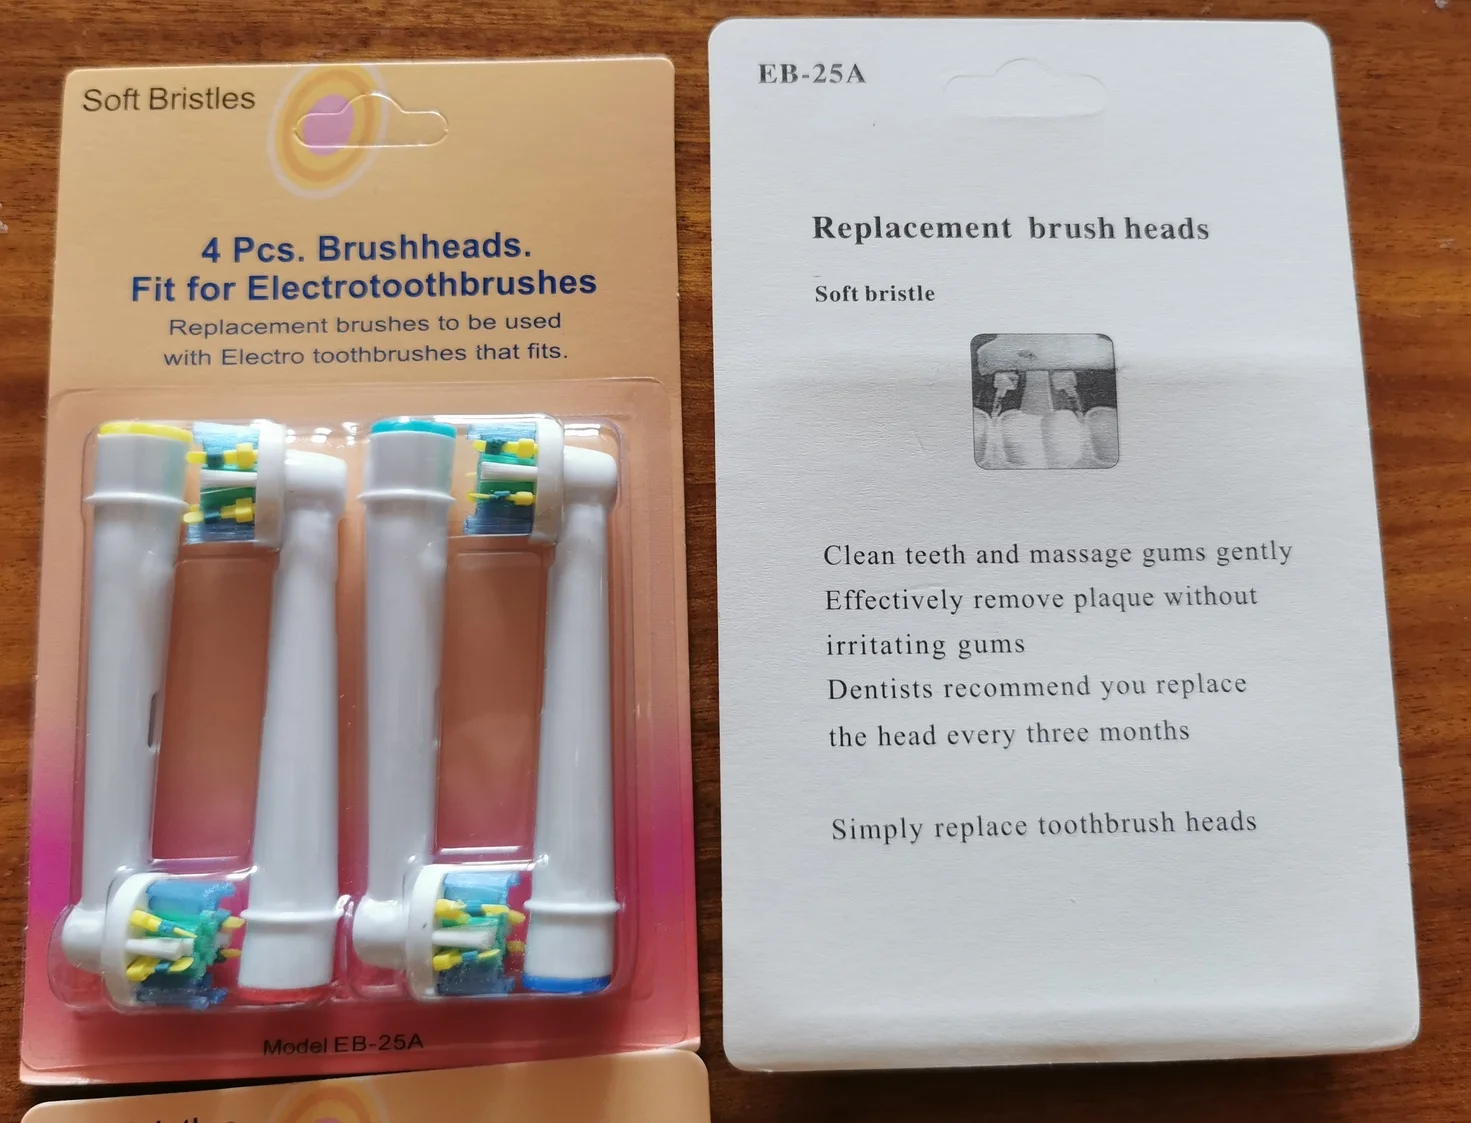 Soft Bristles
4 Pcs. Brushheads.
Fit for Electrotoothbrushes
Replacement brushes to be used
with Electro toothbrushes that fits.
Model EB-25A
EB-25A
Replacement brush heads
Soft bristle
Clean teeth and massage gums gently
Effectively remove plaque without
irritating gums
Dentists recommend you replace
the head every three months
Simply replace toothbrush heads